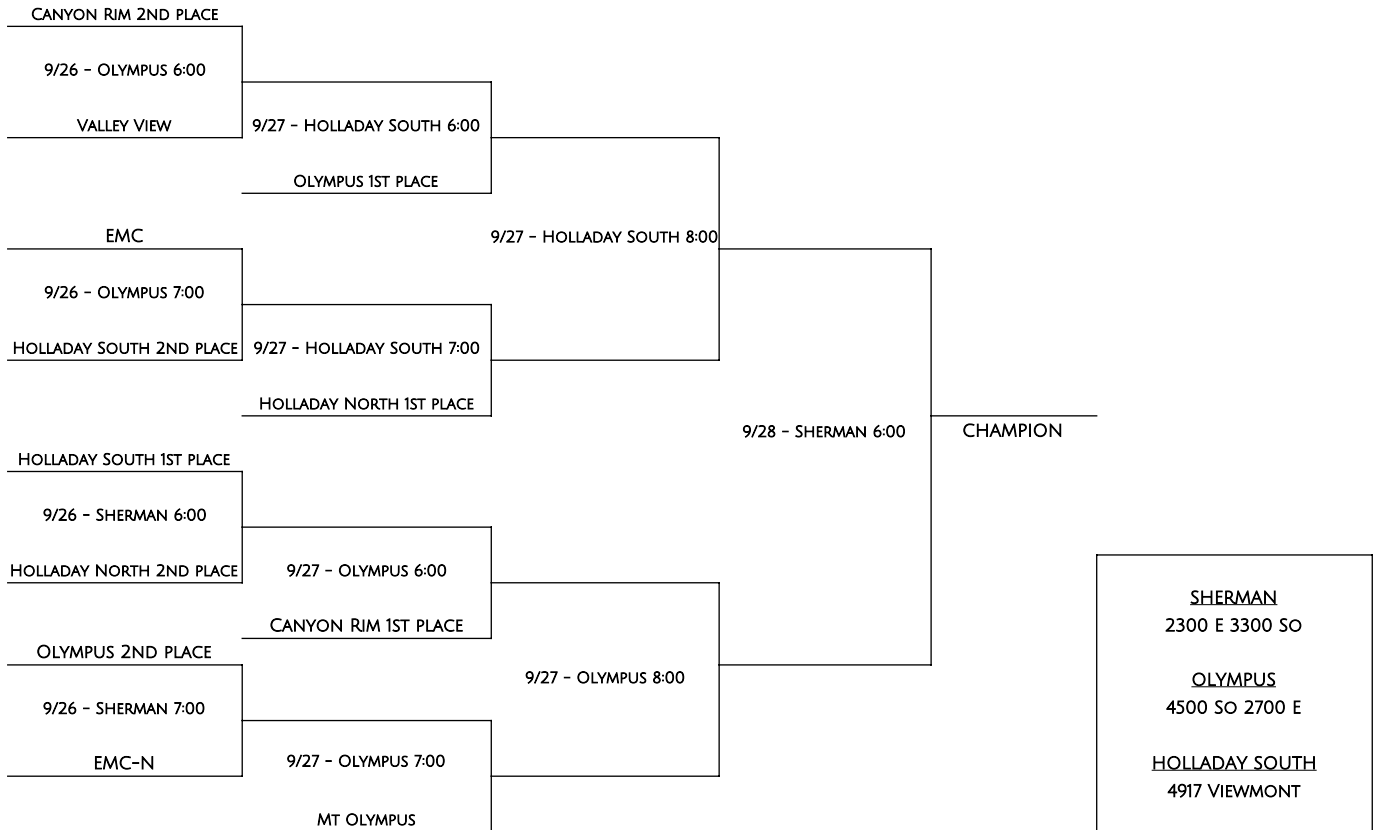 Canyon Rim 2nd place
9/26 - Olympus 6:00
Valley View
9/27 - Holladay South 6:00
Olympus 1st place
EMC
9/27 - Holladay South 8:00
9/26 - Olympus 7:00
Holladay South 2nd place
9/27 - Holladay South 7:00
Holladay North 1st place
9/28 - Sherman 6:00
CHAMPION
Holladay South 1st place
9/26 - Sherman 6:00
Holladay North 2nd place
9/27 - Olympus 6:00
Canyon Rim 1st place
Olympus 2nd place
9/27 - Olympus 8:00
9/26 - Sherman 7:00
EMC-N
9/27 - Olympus 7:00
Mt Olympus
SHERMAN
2300 E 3300 So
OLYMPUS
4500 So 2700 E
HOLLADAY SOUTH
4917 Viewmont